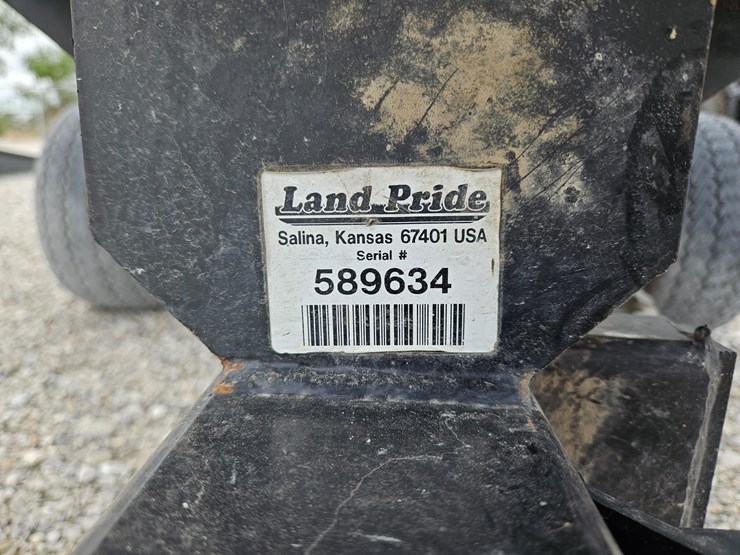 Land Pride
Salina, Kansas 67401 USA
Serial #
589634